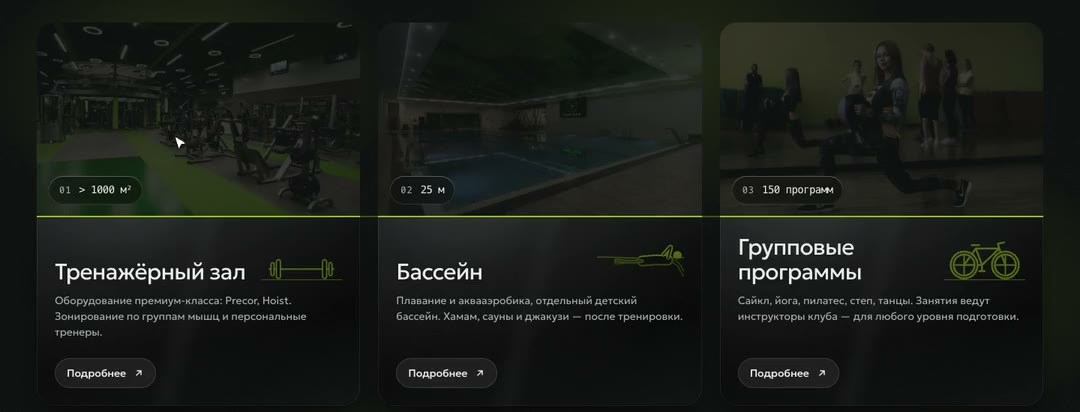 01 > 1000 м²
Тренажёрный зал
Оборудование премиум-класса: Precor, Hoist.
Зонирование по группам мышц и персональные
тренеры.
Подробнее ↗
02 25 м
Бассейн
Плавание и аквааэробика, отдельный детский
бассейн. Хамам, сауны и джакузи — после тренировки.
Подробнее ↗
03 150 программ
Групповые
программы
Сайкл, йога, пилатес, степ, танцы. Занятия ведут
инструкторы клуба — для любого уровня подготовки.
Подробнее ↗